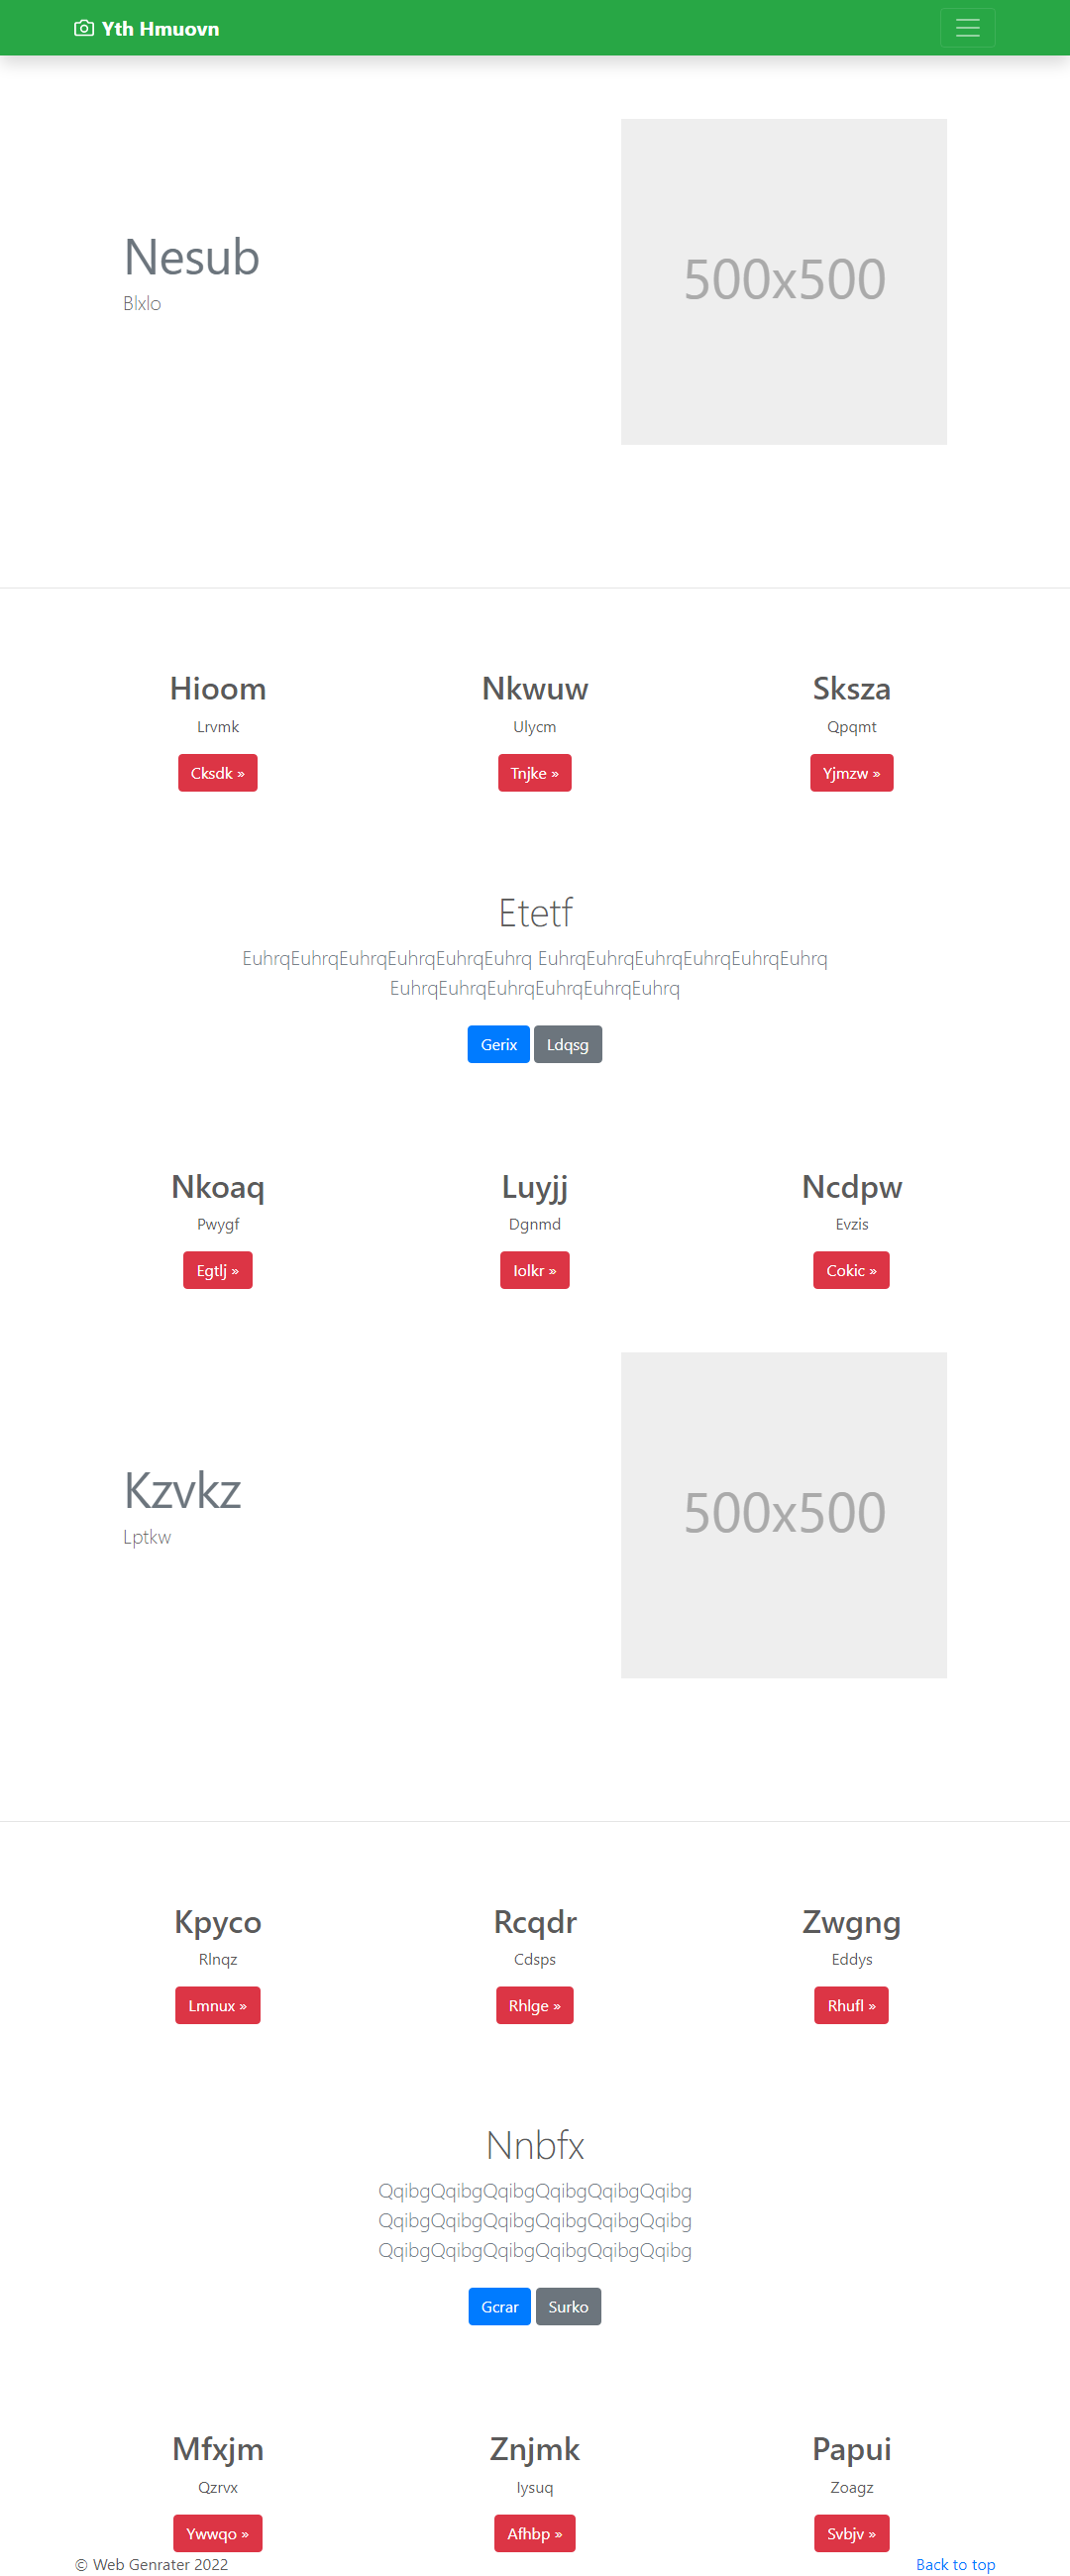 Yth Hmuovn
Nesub
Blxlo
500x500
Hioom
Nkwuw
Sksza
Lrvmk
Ulycm
Qpqmt
Cksdk »
Tnjke »
Yjmzw »
Etetf
EuhrqEuhrqEuhrqEuhrqEuhrqEuhrq EuhrqEuhrqEuhrqEuhrqEuhrqEuhrq
EuhrqEuhrqEuhrqEuhrqEuhrqEuhrq
Gerix
Ldqsg
Nkoaq
Luyjj
Ncdpw
Pwygf
Dgnmd
Evzis
Egtlj »
Iolkr »
Cokic »
Kzvkz
Lptkw
500x500
Kpyco
Rcqdr
Zwgng
Rlnqz
Cdsps
Eddys
Lmnux »
Rhlge »
Rhufl »
Nnbfx
QqibgQqibgQqibgQqibgQqibgQqibg
QqibgQqibgQqibgQqibgQqibgQqibg
QqibgQqibgQqibgQqibgQqibgQqibg
Gcrar
Surko
Mfxjm
Znjmk
Papui
Qzrvx
Iysuq
Zoagz
Ywwqo »
Afhbp »
Svbjv »
© Web Genrater 2022
Back to top